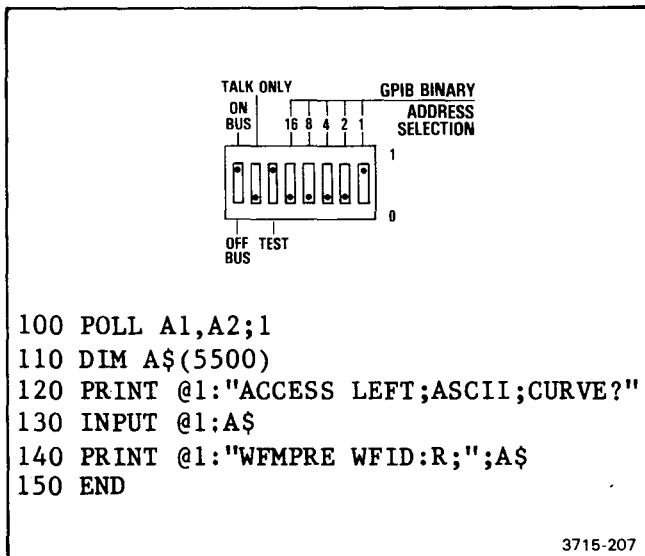 TALK ONLY
GPIB BINARY
ON
BUS
ADDRESS
SELECTION
16 8 4 2 1
1
0
OFF
BUS
TEST
100 POLL A1,A2;1
110 DIM A$(5500)
120 PRINT @1:"ACCESS LEFT;ASCII;CURVE?"
130 INPUT @1:A$
140 PRINT @1:"WFMPRE WFID:R;";A$
150 END
3715-207